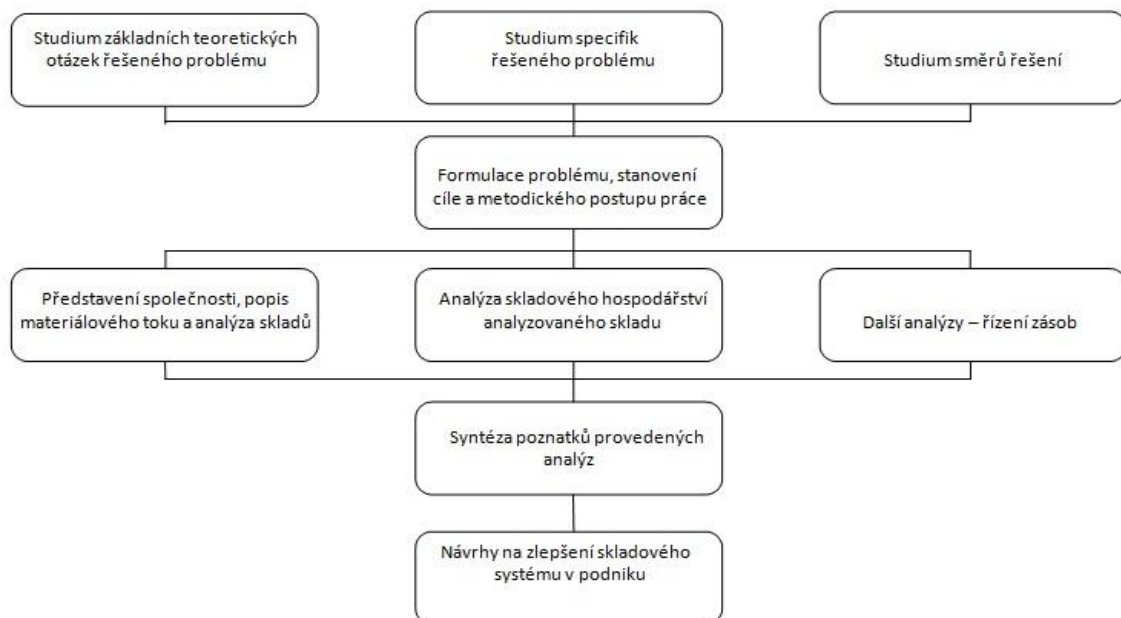 Studium základních teoretických
otázek řešeného problému
Studium specifik
řešeného problému
Studium směrů řešení
Formulace problému, stanovení
cíle a metodického postupu práce
Představení společnosti, popis
materiálového toku a analýza skladů
Analýza skladového hospodářství
analyzovaného skladu
Další analýzy – řízení zásob
Syntéza poznatků provedených
analýz
Návrhy na zlepšení skladového
systému v podniku